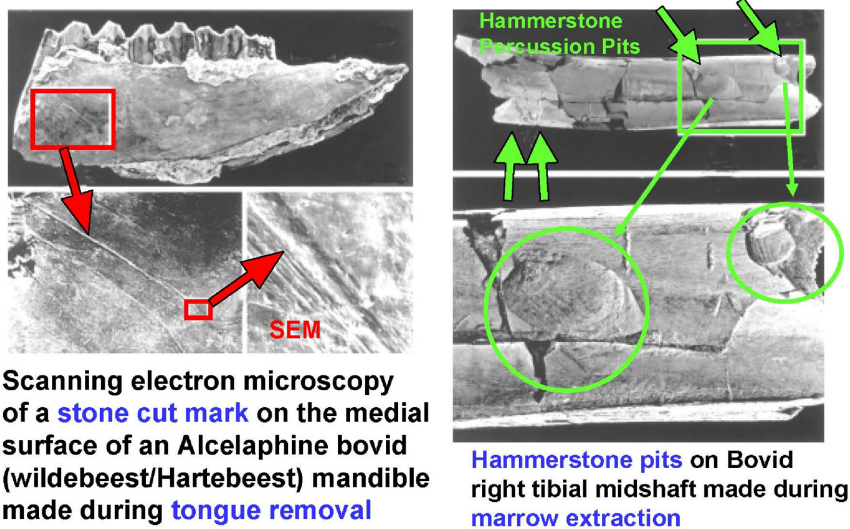 SEM
Scanning electron microscopy
of a stone cut mark on the medial
surface of an Alcelaphine bovid
(wildebeest/Hartebeest) mandible
made during tongue removal
Hammerstone
Percussion Pits
Hammerstone pits on Bovid
right tibial midshaft made during
marrow extraction